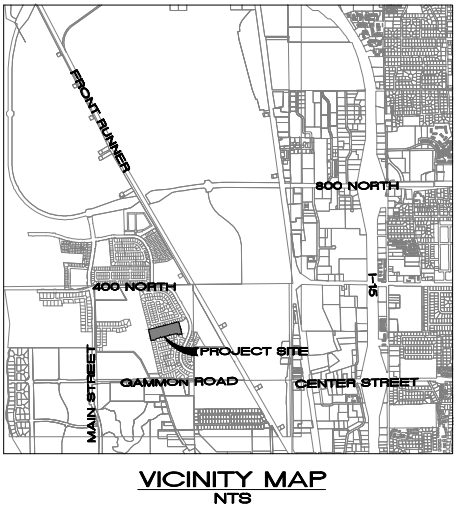 FRONT RUNNER
800 NORTH
400 NORTH
I-15
PROJECT SITE
MAIN STREET
GAMMON ROAD
CENTER STREET
VICINITY MAP
NTS